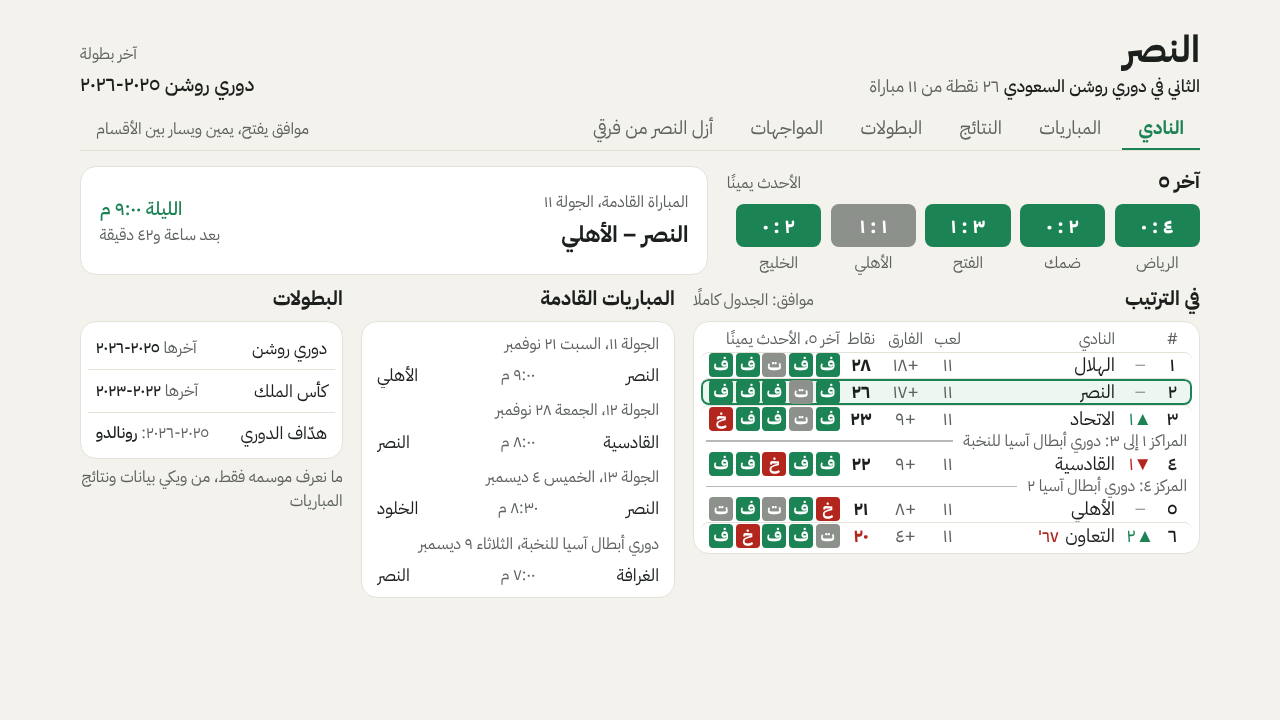 النصر
الثاني في دوري روشن السعودي ٢٦ نقطة من ١١ مباراة
آخر بطولة
دوري روشن ٢٠٢٥-٢٠٢٦
النادي
المباريات
النتائج
البطولات
المواجهات
أزل النصر من فرقي
موافق يفتح، يمين ويسار بين الأقسام
آخر ٥
الأحدث يمينًا
٤ : ٠
٢ : ٠
٣ : ١
١ : ١
٢ : ٠
الرياض
ضمك
الفتح
الأهلي
الخليج
المباراة القادمة، الجولة ١١
النصر – الأهلي
الليلة ٩:٠٠ م
بعد ساعة و٤٢ دقيقة
في الترتيب
موافق: الجدول كاملًا
# النادي لعب الفارق نقاط آخر ٥، الأحدث يمينًا
١ – الهلال ١١ +١٨ ٢٨ ف ف ت ف ف
٢ – النصر ١١ +١٧ ٢٦ ف ت ف ف ف
٣ ▲١ الاتحاد ١١ +٩ ٢٣ ف ت ف ف خ
المراكز ١ إلى ٣: دوري أبطال آسيا للنخبة
٤ ▼١ القادسية ١١ +٩ ٢٢ ف ف خ ف ف
المركز ٤: دوري أبطال آسيا ٢
٥ – الأهلي ١١ +٨ ٢١ خ ف ت ف ت
٦ ▲٢ التعاون ٦٧' ١١ +٤ ٢٠ ت ف ف خ ف
المباريات القادمة
الجولة ١١، السبت ٢١ نوفمبر
النصر ٩:٠٠ م الأهلي
الجولة ١٢، الجمعة ٢٨ نوفمبر
القادسية ٨:٠٠ م النصر
الجولة ١٣، الخميس ٤ ديسمبر
النصر ٨:٣٠ م الخلود
دوري أبطال آسيا للنخبة، الثلاثاء ٩ ديسمبر
الغرافة ٧:٠٠ م النصر
البطولات
دوري روشن آخرها ٢٠٢٥-٢٠٢٦
كأس الملك آخرها ٢٠٢٢-٢٠٢٣
هدّاف الدوري ٢٠٢٥-٢٠٢٦: رونالدو
ما نعرف موسمه فقط، من ويكي بيانات ونتائج
المباريات